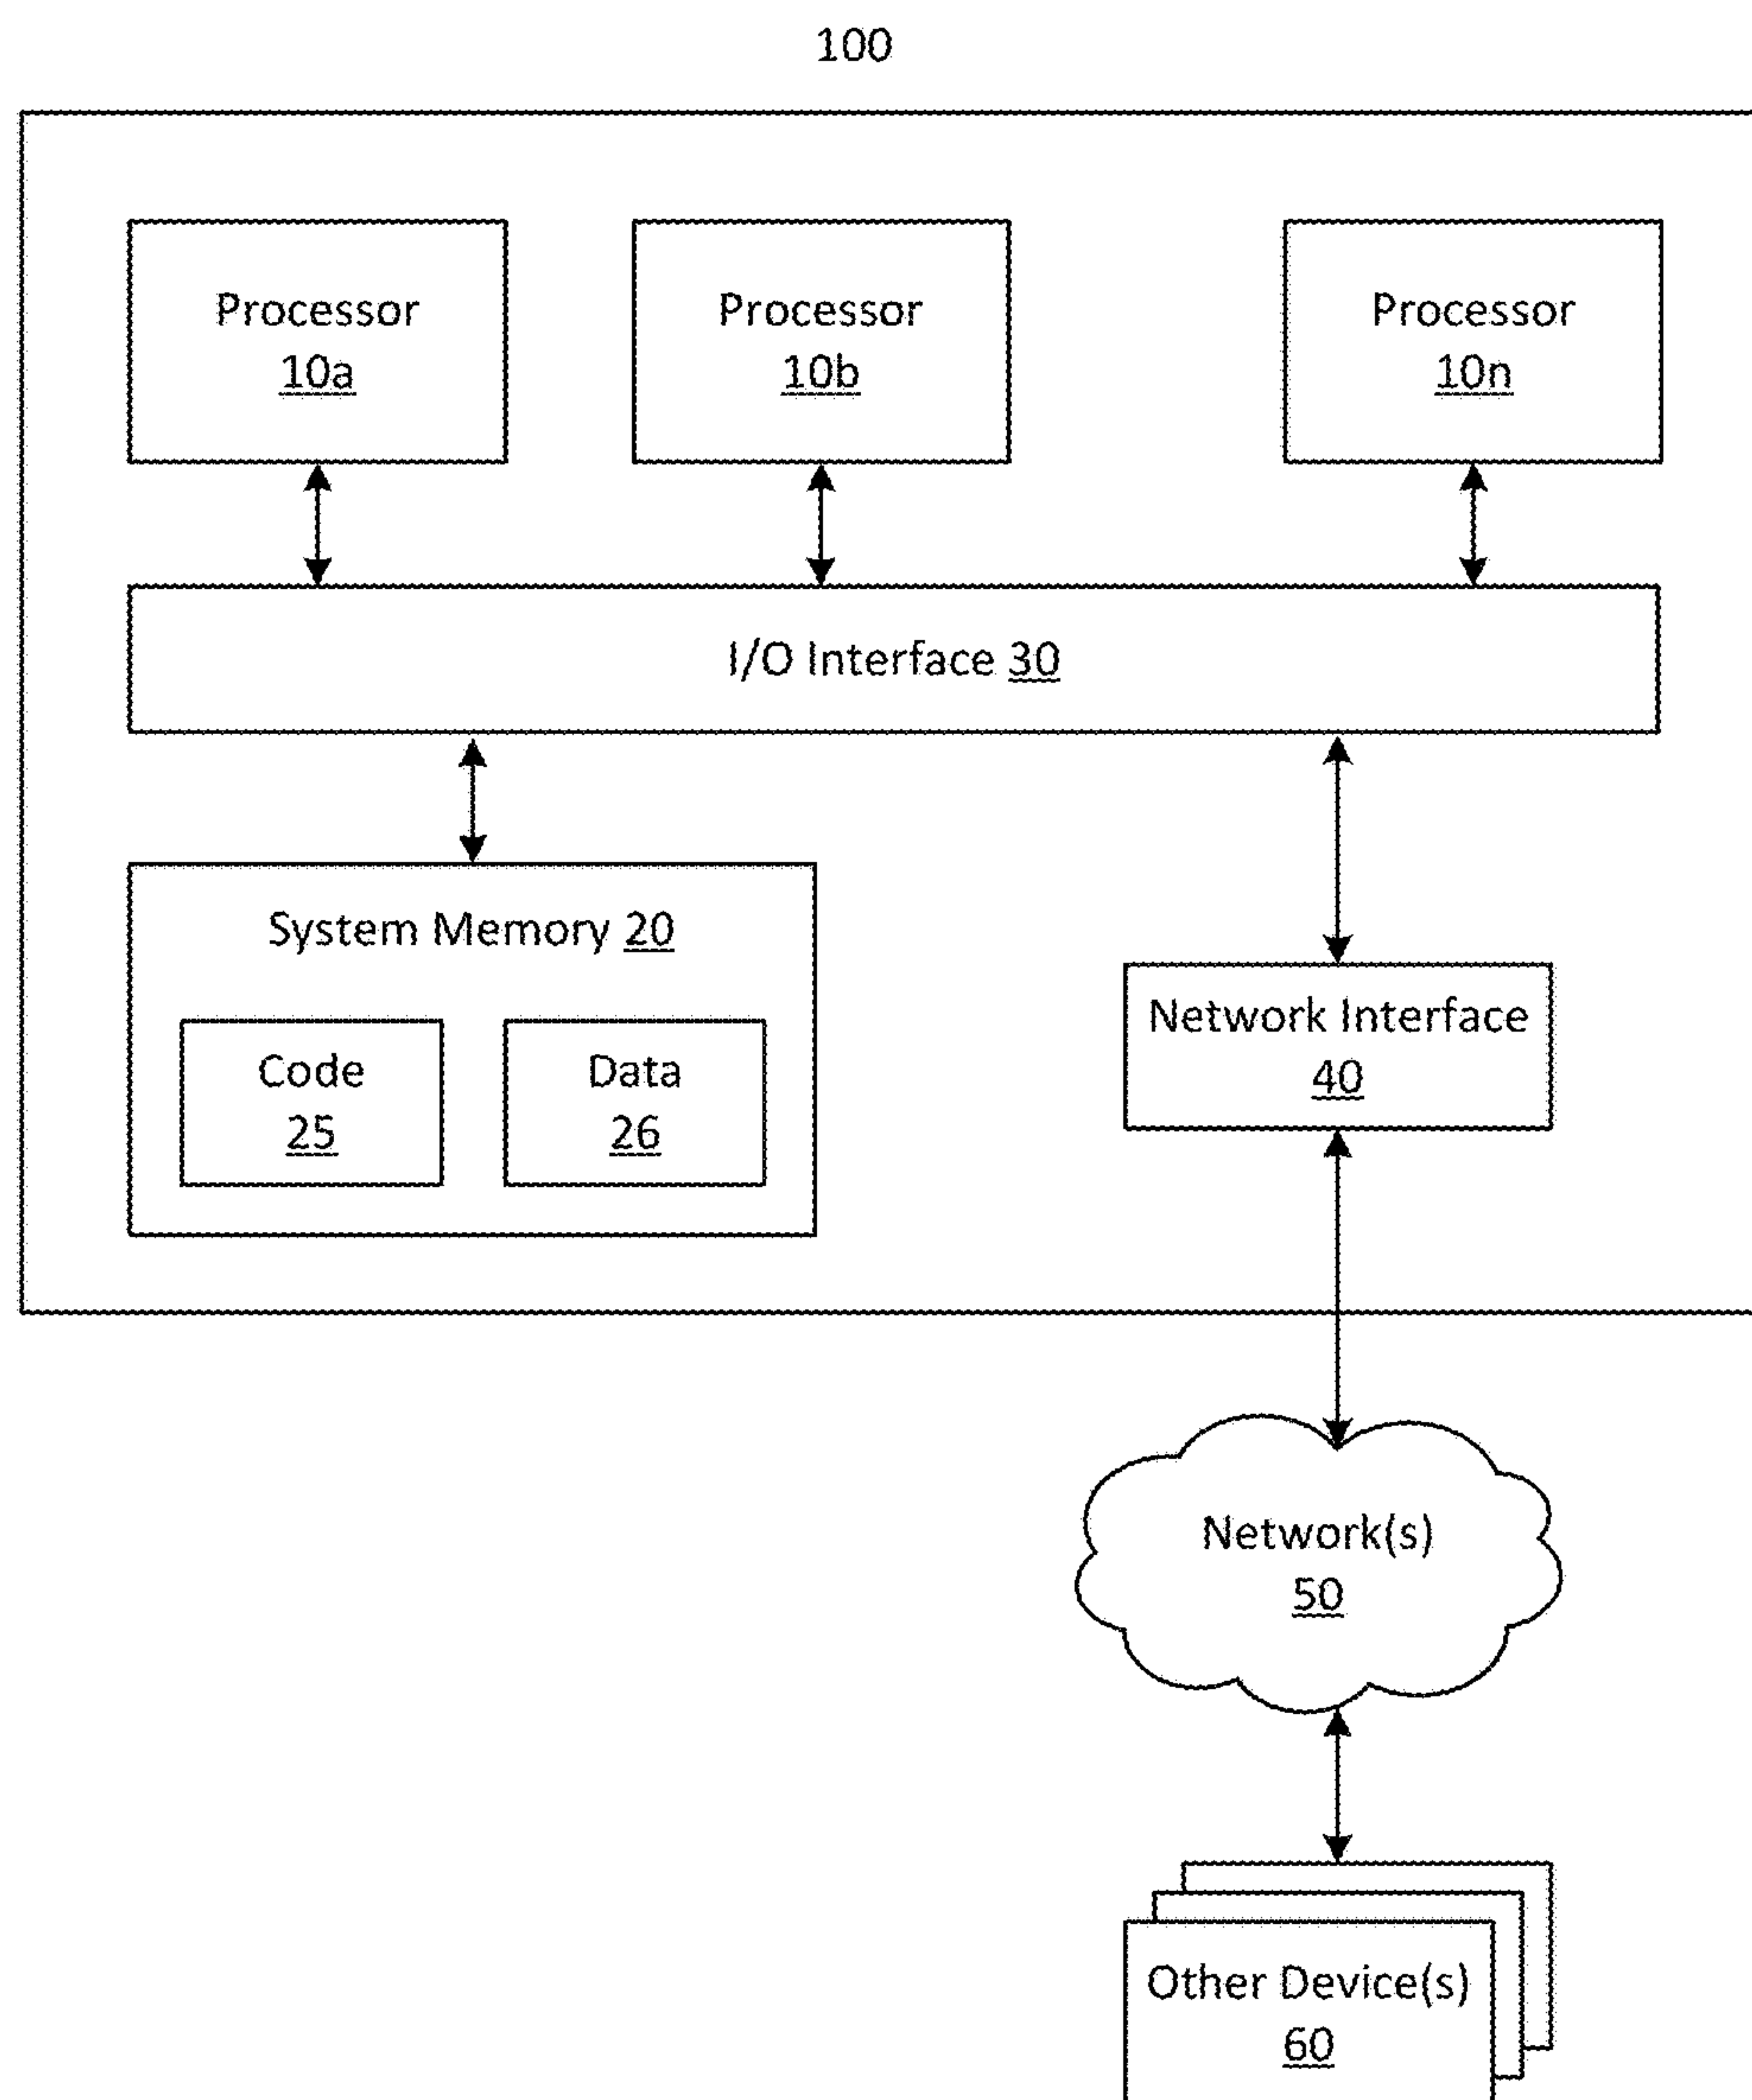 100
Processor
10a
Processor
10b
Processor
10n
I/O Interface 30
System Memory 20
Code
25
Data
26
Network Interface
40
Network(s)
50
Other Device(s)
60